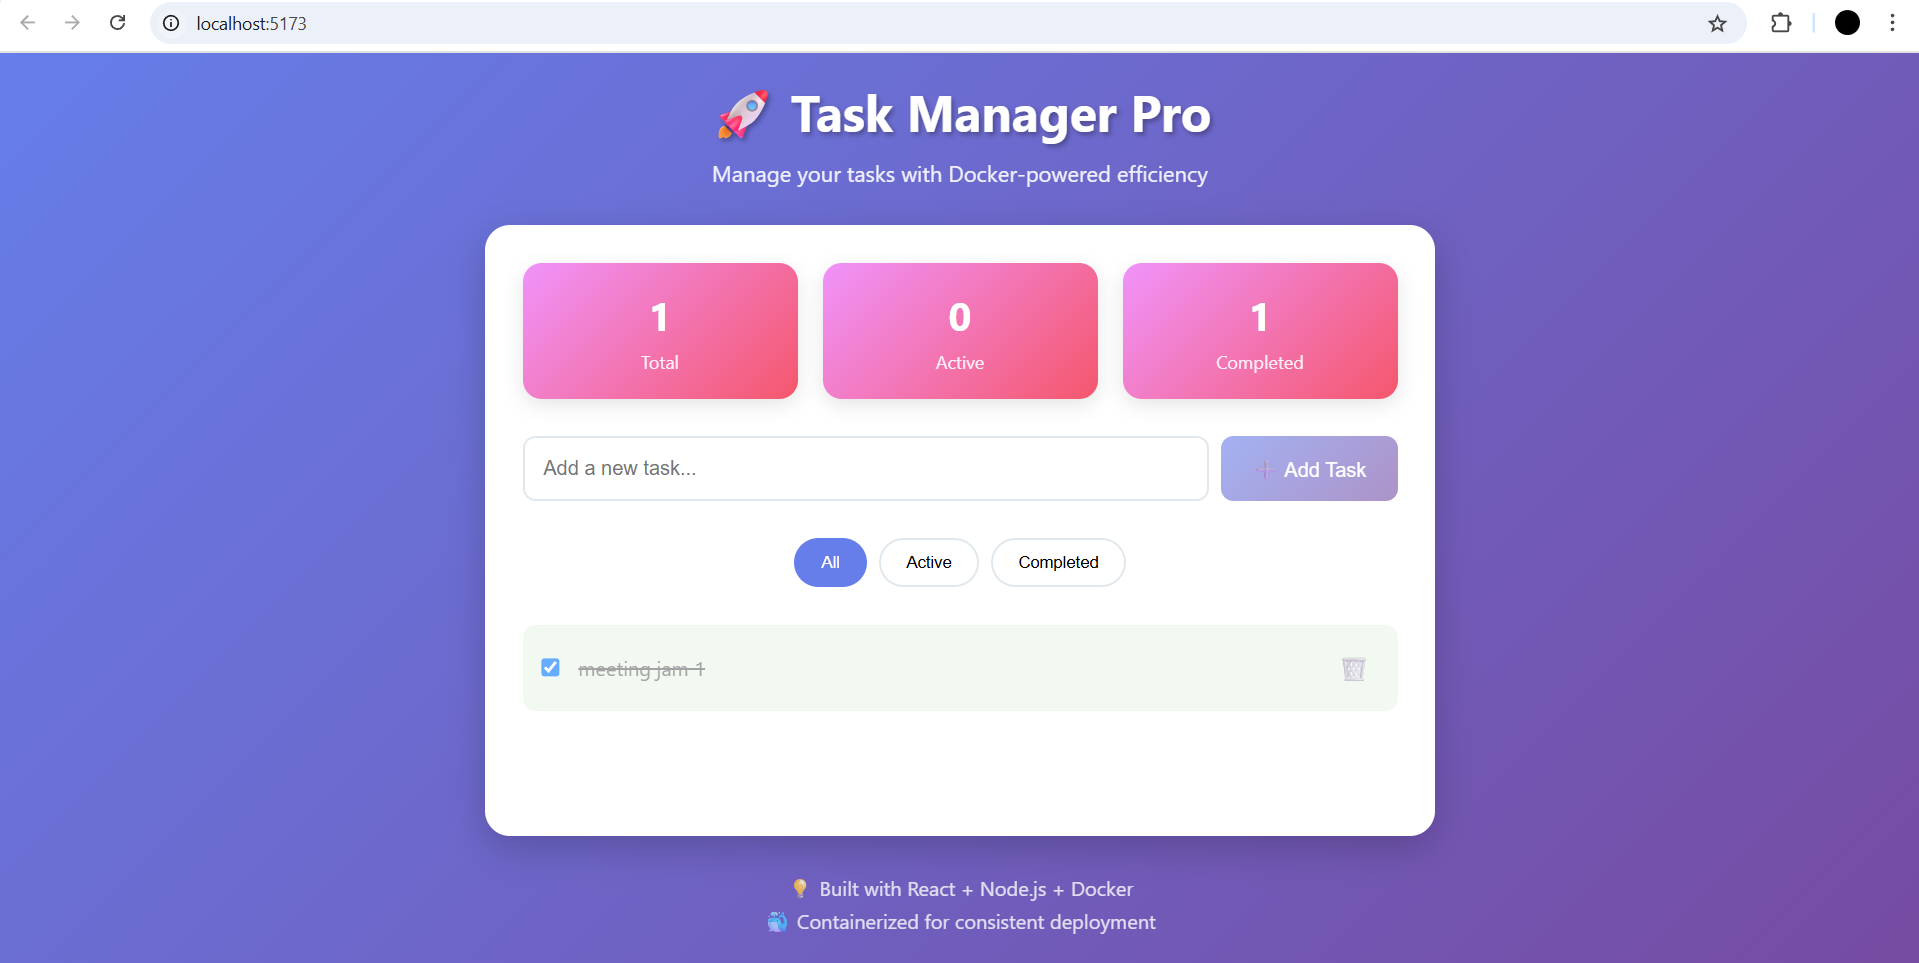 localhost:5173
🚀 Task Manager Pro
Manage your tasks with Docker-powered efficiency
1
Total
0
Active
1
Completed
Add a new task...
➕ Add Task
All
Active
Completed
meeting jam 1
💡 Built with React + Node.js + Docker
🐳 Containerized for consistent deployment